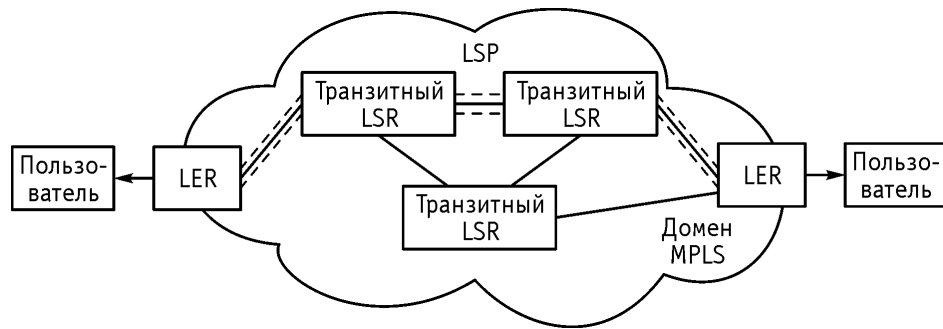 LSP
Транзитный
LSR
Транзитный
LSR
Пользо-
ватель
LER
Транзитный
LSR
LER
Пользо-
ватель
Домен
MPLS